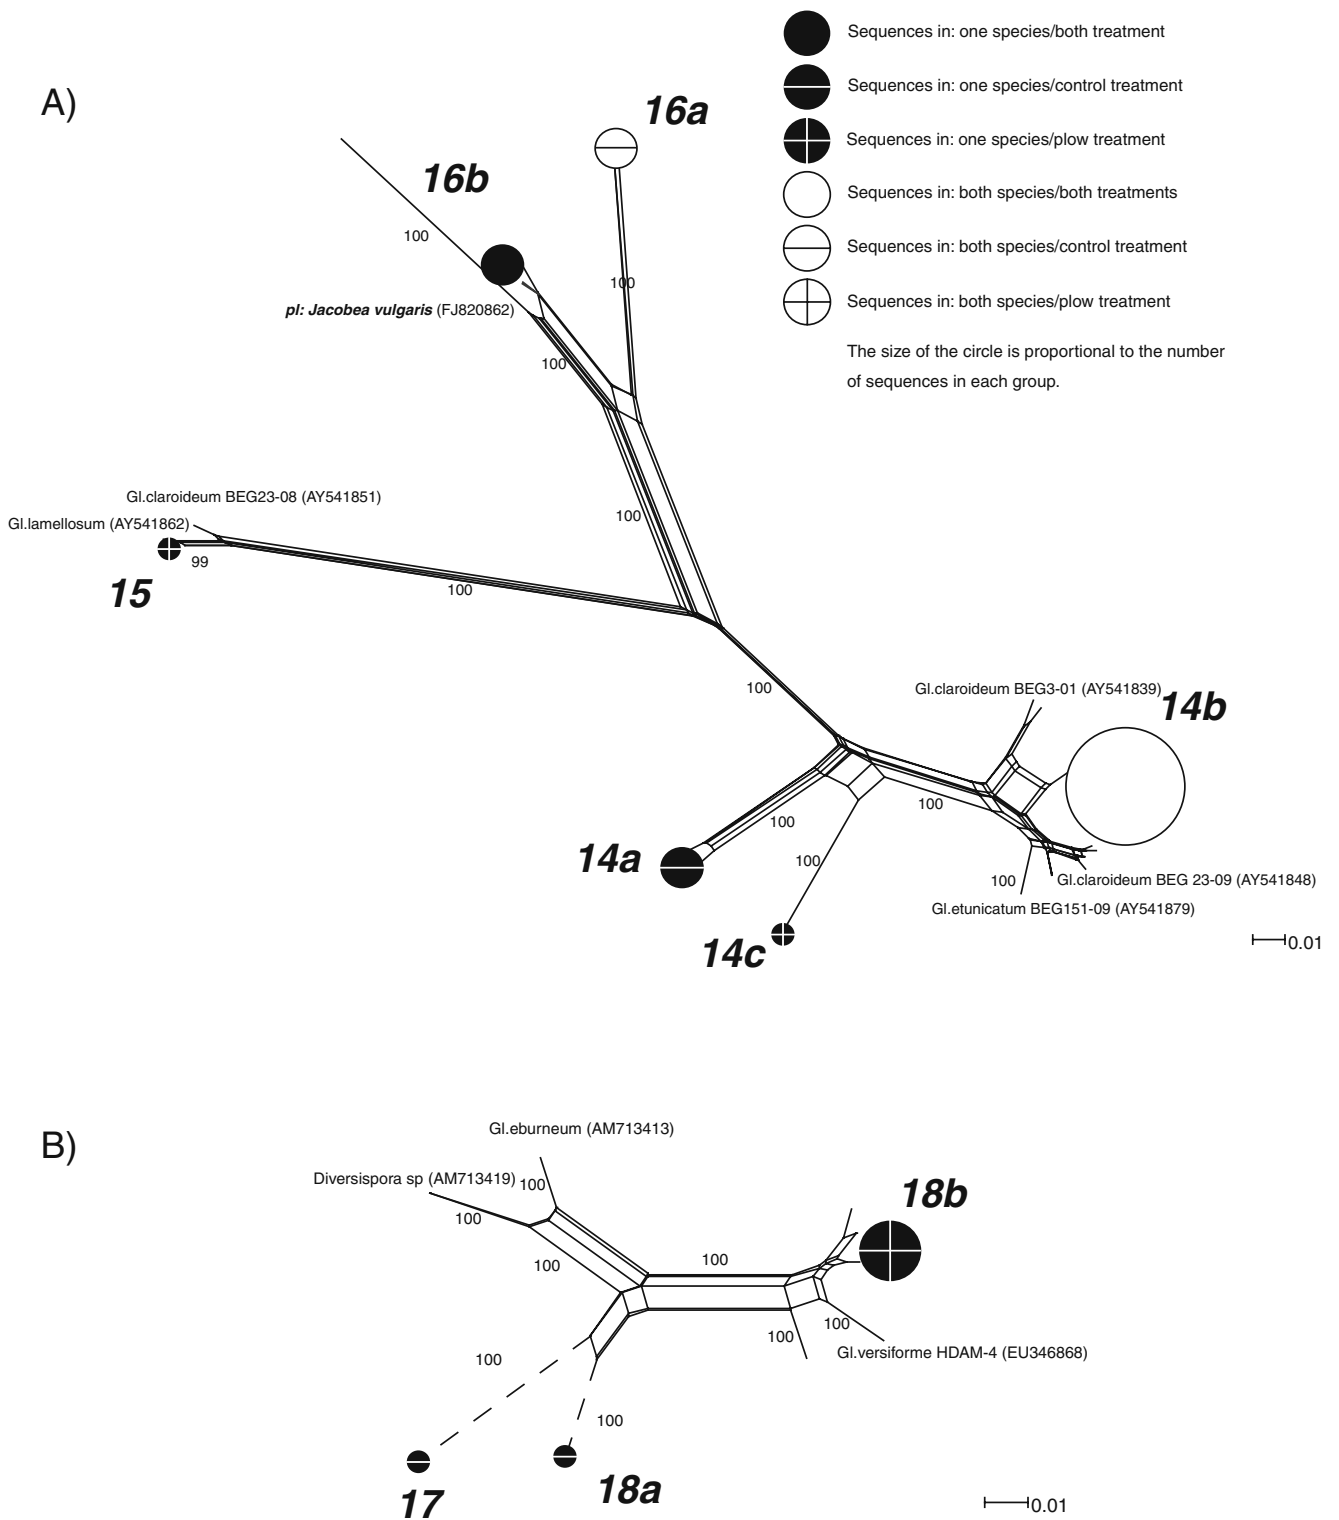 Sequences in: one species/both treatment
Sequences in: one species/control treatment
Sequences in: one species/plow treatment
Sequences in: both species/both treatments
Sequences in: both species/control treatment
Sequences in: both species/plow treatment
The size of the circle is proportional to the number
of sequences in each group.
A)
16a
16b
100
100
pl: Jacobea vulgaris (FJ820862)
100
Gl.claroideum BEG23-08 (AY541851)
Gl.lamellosum (AY541862)
100
99
15
100
100
Gl.claroideum BEG3-01 (AY541839)
14b
100
100
14a
100
100
Gl.claroideum BEG 23-09 (AY541848)
Gl.etunicatum BEG151-09 (AY541879)
14c
0.01
B)
Gl.eburneum (AM713413)
Diversispora sp (AM713419)
100
18b
100
100
100
100
100
Gl.versiforme HDAM-4 (EU346868)
100
100
17
18a
0.01